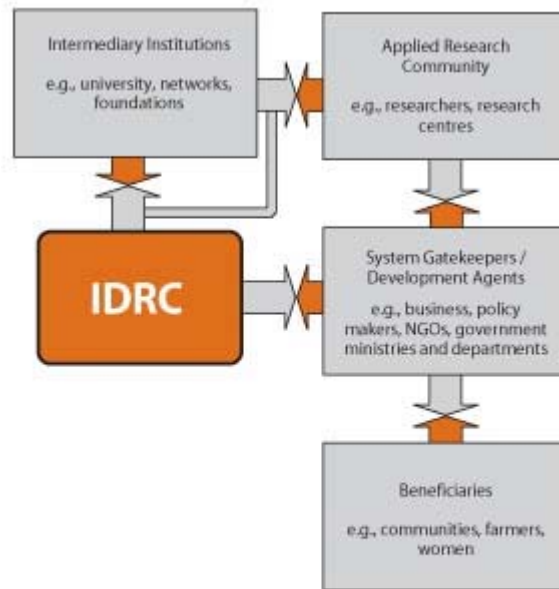 Intermediary Institutions
e.g., university, networks,
foundations
Applied Research
Community
e.g., researchers, research
centres
IDRC
System Gatekeepers /
Development Agents
e.g., business, policy
makers, NGOs, government
ministries and departments
Beneficiaries
e.g., communities, farmers,
women